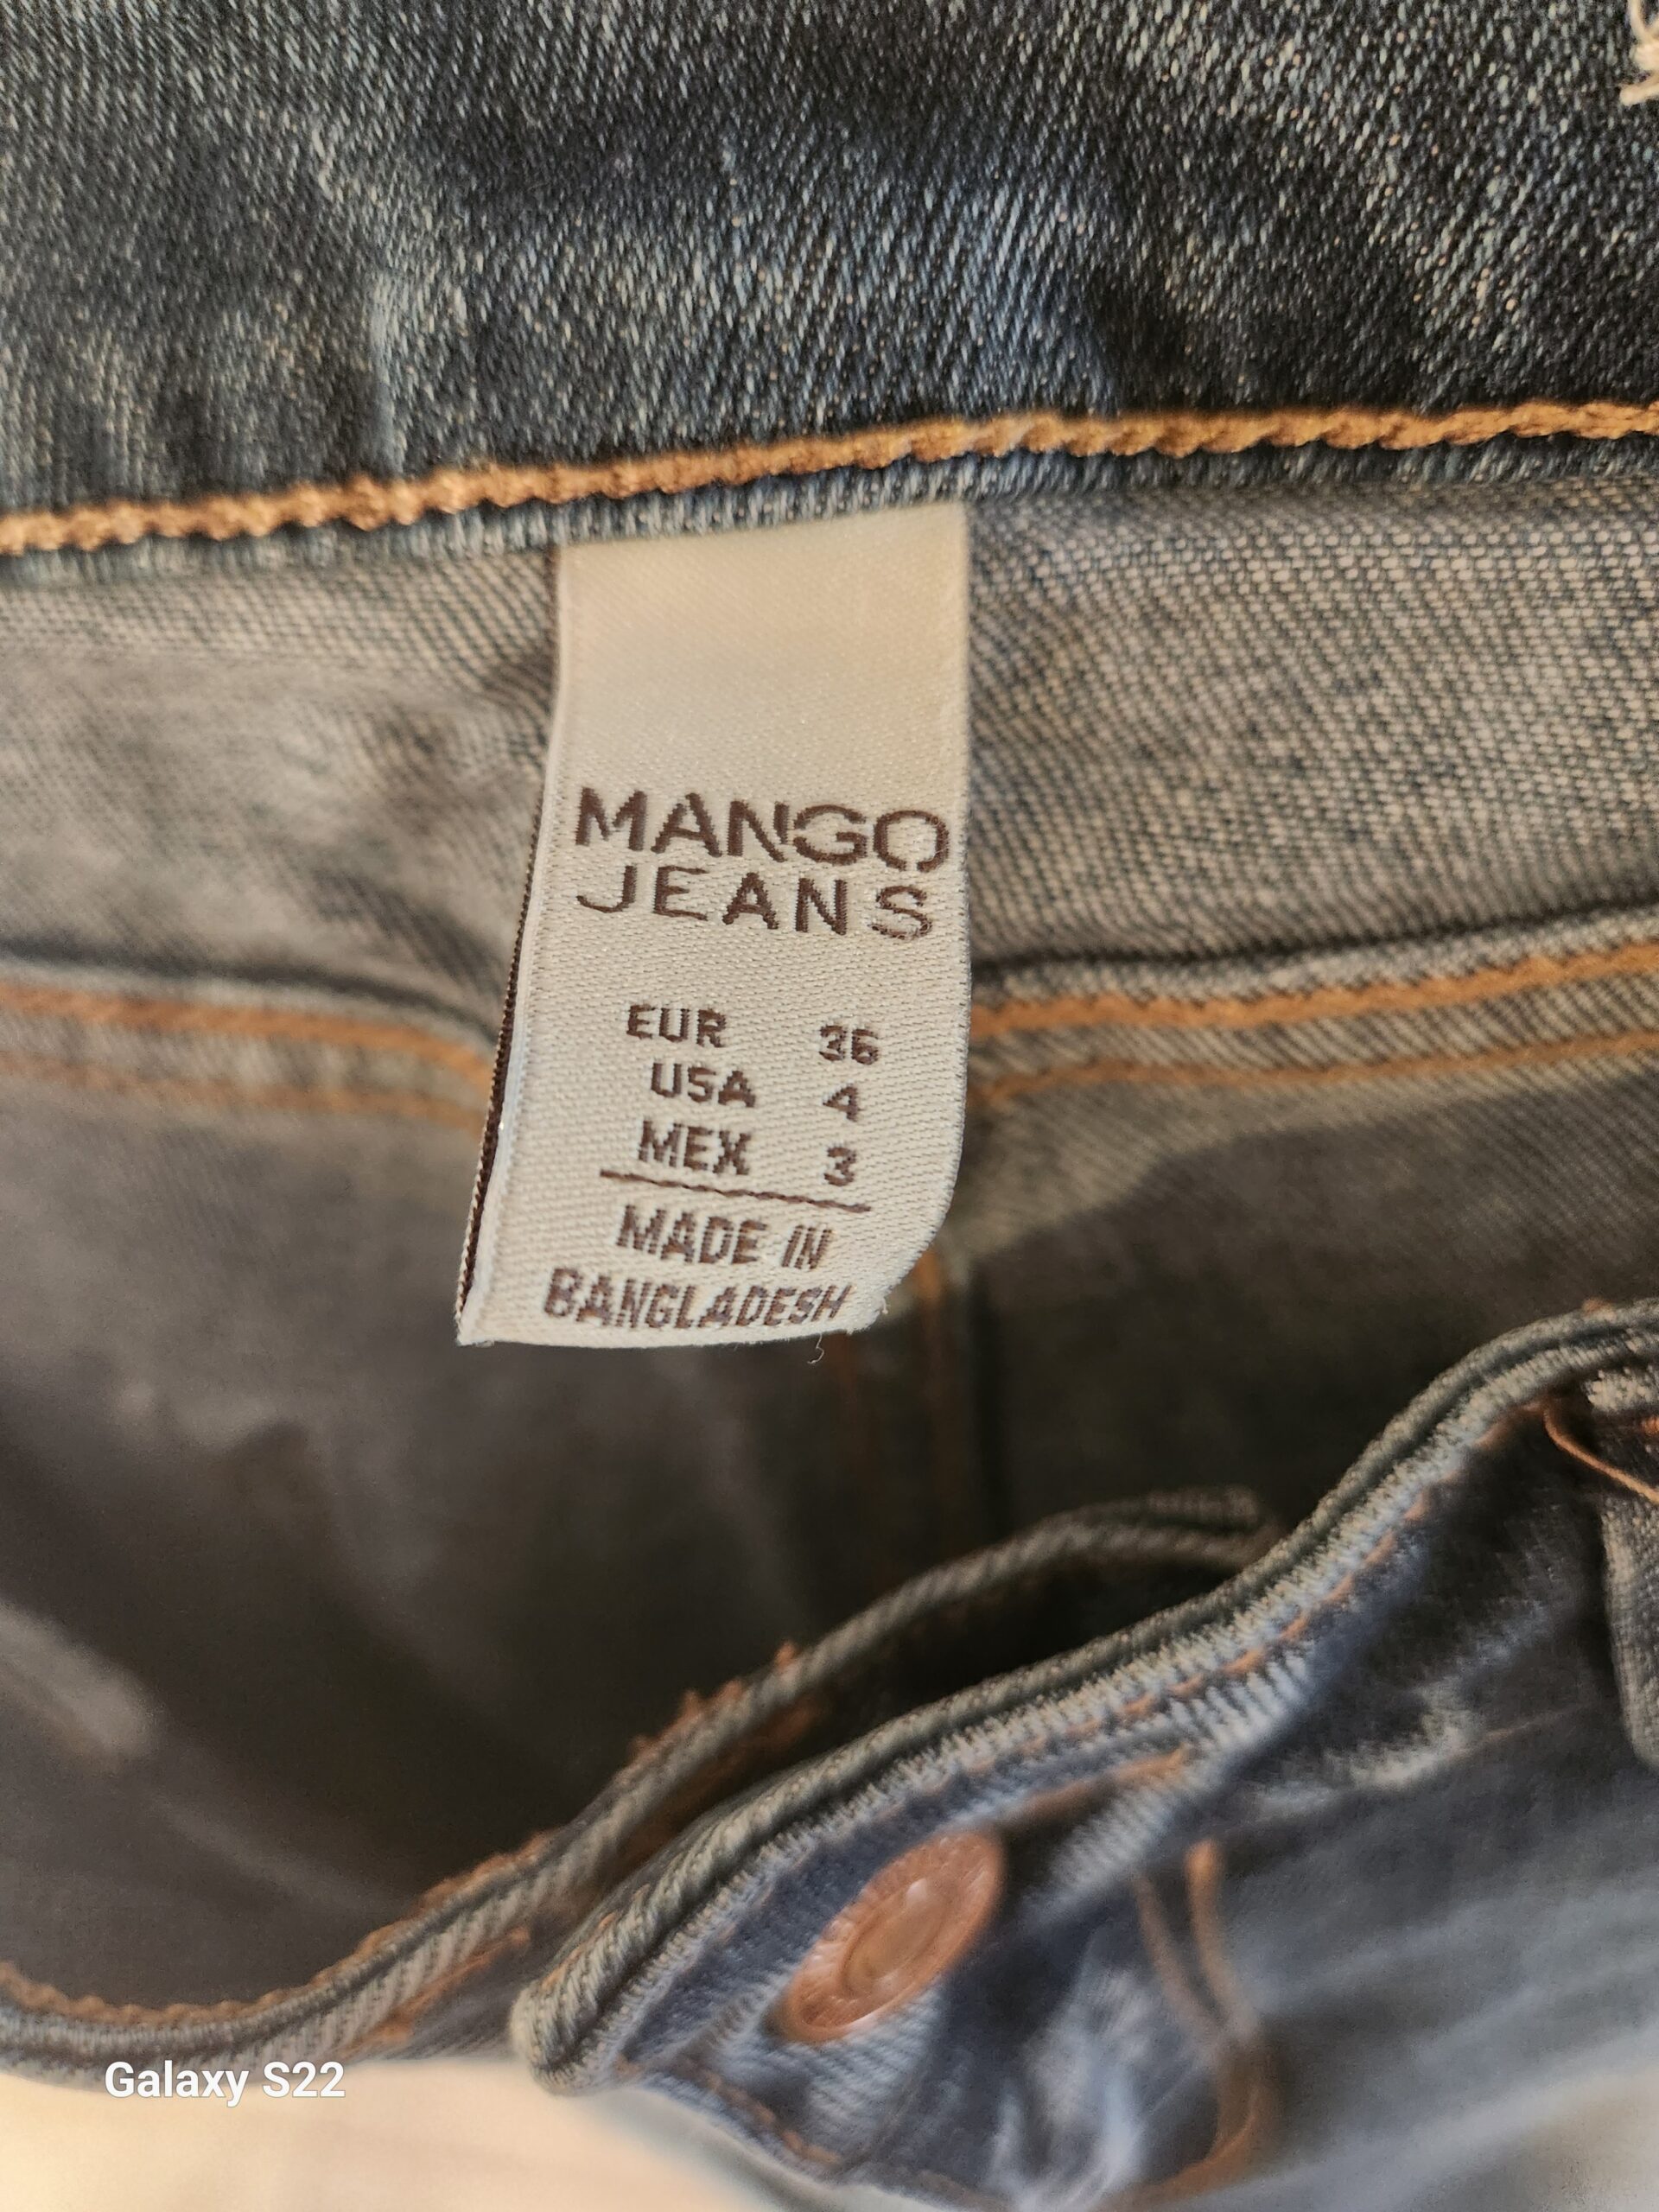 MANGO
JEANS
EUR 36
USA 4
MEX 3
MADE IN
BANGLADESH
Galaxy S22